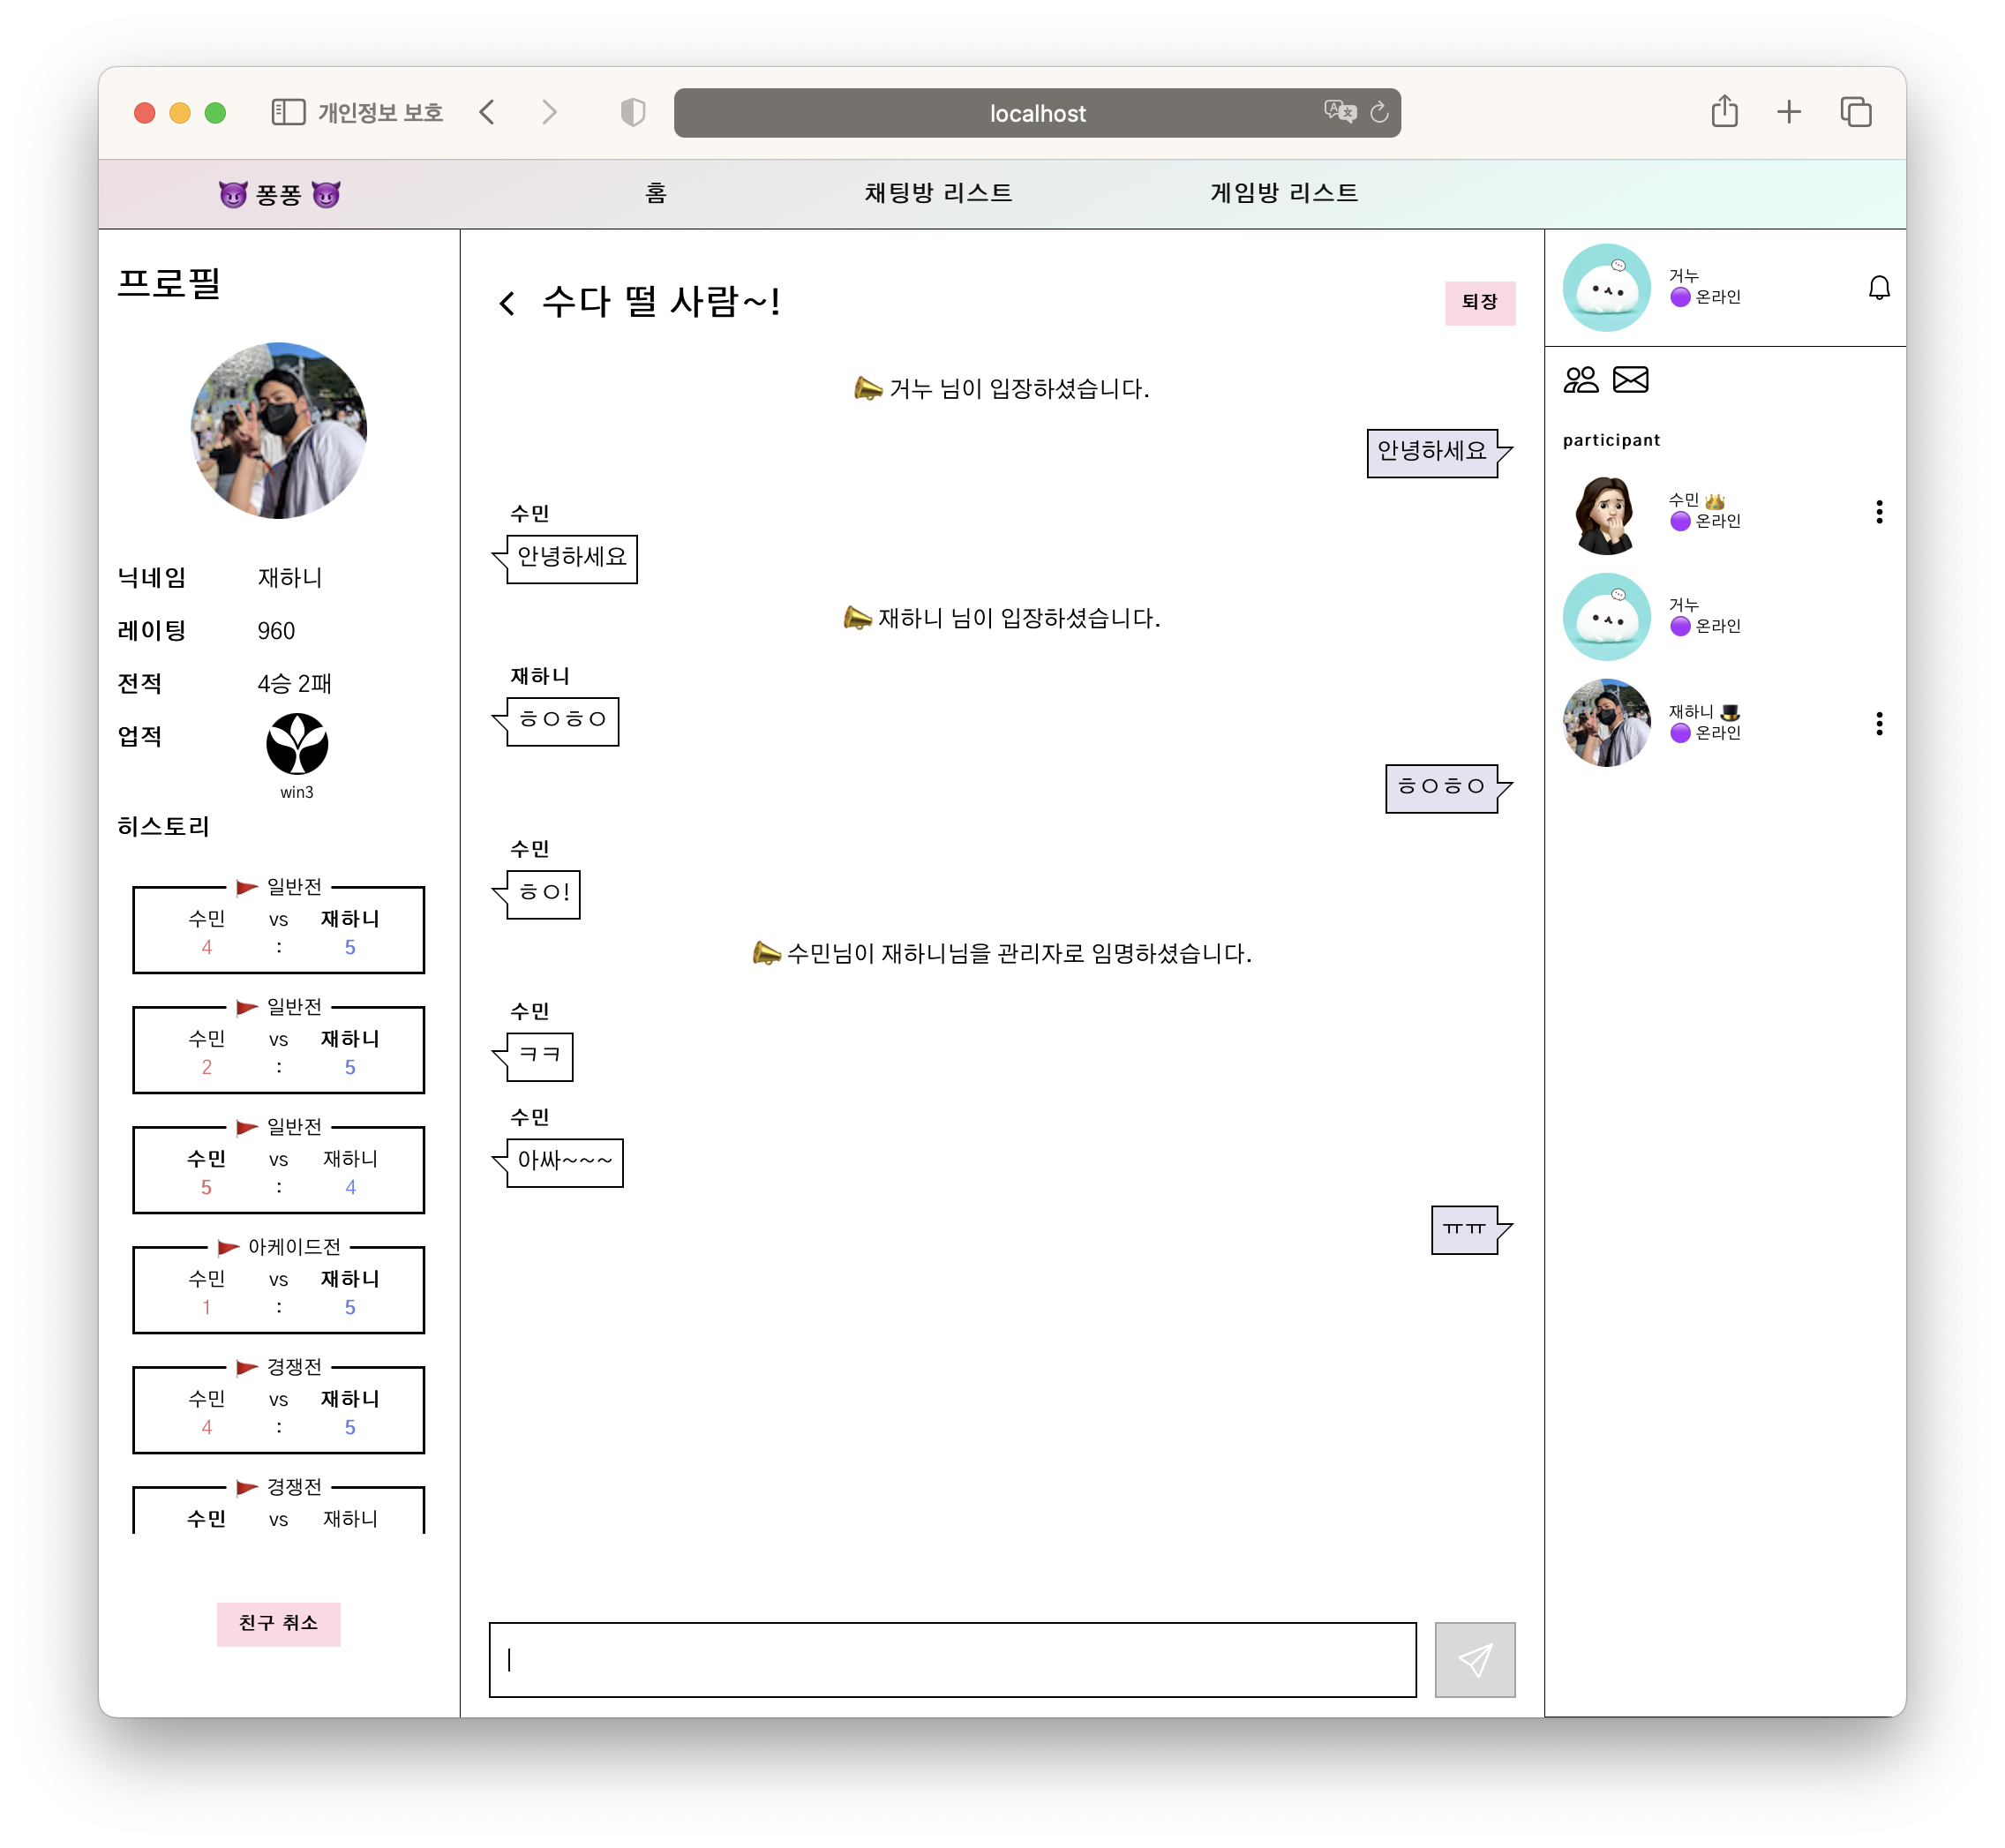 개인정보 보호
localhost
😈 퐁퐁 😈 홈 채팅방 리스트 게임방 리스트
프로필
닉네임 재하니
레이팅 960
전적 4승 2패
업적
win3
히스토리
🚩 일반전
수민 vs 재하니
4 : 5
🚩 일반전
수민 vs 재하니
2 : 5
🚩 일반전
수민 vs 재하니
5 : 4
🚩 아케이드전
수민 vs 재하니
1 : 5
🚩 경쟁전
수민 vs 재하니
4 : 5
🚩 경쟁전
수민 vs 재하니
친구 취소
수다 떨 사람~!
퇴장
📣 거누 님이 입장하셨습니다.
안녕하세요
수민
안녕하세요
📣 재하니 님이 입장하셨습니다.
재하니
ㅎㅇㅎㅇ
ㅎㅇㅎㅇ
수민
ㅎㅇ!
📣 수민님이 재하니님을 관리자로 임명하셨습니다.
수민
ㅋㅋ
수민
아싸~~~
ㅠㅠ
거누
🟣 온라인
participant
수민 👑
🟣 온라인
거누
🟣 온라인
재하니 🎩
🟣 온라인